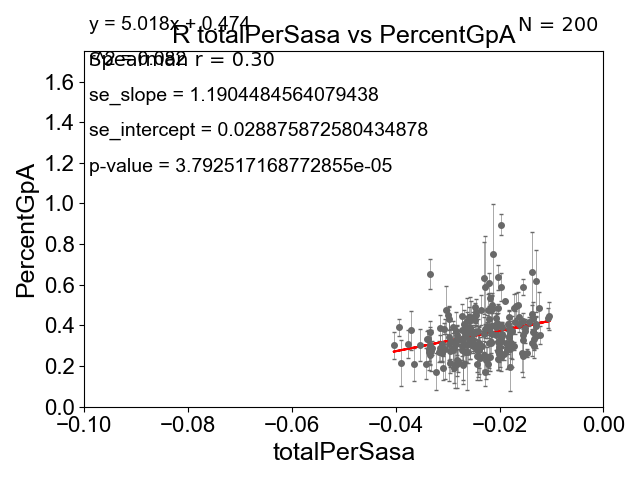 y = 5.018x + 0.474
N = 200
R totalPerSasa vs PercentGpA
Spearman r = 0.30
se_slope = 1.1904484564079438
se_intercept = 0.028875872580434878
p-value = 3.792517168772855e-05
PercentGpA
1.6
1.4
1.2
1.0
0.8
0.6
0.4
0.2
0.0
−0.10 −0.08 −0.06 −0.04 −0.02 0.00
totalPerSasa